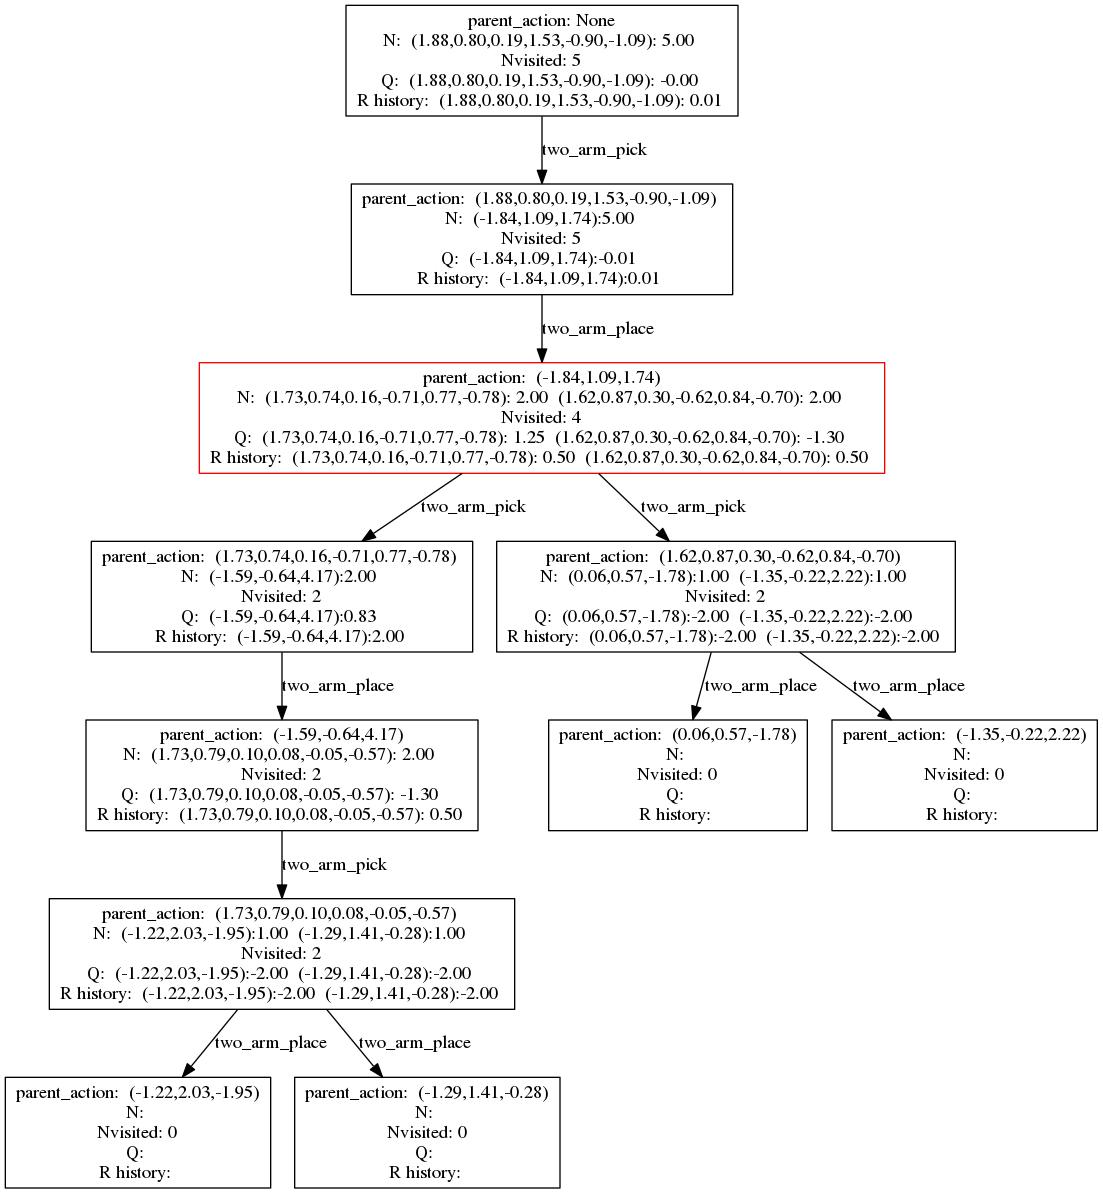 parent_action: None
N: (1.88,0.80,0.19,1.53,-0.90,-1.09): 5.00
Nvisited: 5
Q: (1.88,0.80,0.19,1.53,-0.90,-1.09): -0.00
R history: (1.88,0.80,0.19,1.53,-0.90,-1.09): 0.01
two_arm_pick
parent_action: (1.88,0.80,0.19,1.53,-0.90,-1.09)
N: (-1.84,1.09,1.74):5.00
Nvisited: 5
Q: (-1.84,1.09,1.74):-0.01
R history: (-1.84,1.09,1.74):0.01
two_arm_place
parent_action: (-1.84,1.09,1.74)
N: (1.73,0.74,0.16,-0.71,0.77,-0.78): 2.00 (1.62,0.87,0.30,-0.62,0.84,-0.70): 2.00
Nvisited: 4
Q: (1.73,0.74,0.16,-0.71,0.77,-0.78): 1.25 (1.62,0.87,0.30,-0.62,0.84,-0.70): -1.30
R history: (1.73,0.74,0.16,-0.71,0.77,-0.78): 0.50 (1.62,0.87,0.30,-0.62,0.84,-0.70): 0.50
two_arm_pick
two_arm_pick
parent_action: (1.73,0.74,0.16,-0.71,0.77,-0.78)
N: (-1.59,-0.64,4.17):2.00
Nvisited: 2
Q: (-1.59,-0.64,4.17):0.83
R history: (-1.59,-0.64,4.17):2.00
parent_action: (1.62,0.87,0.30,-0.62,0.84,-0.70)
N: (0.06,0.57,-1.78):1.00 (-1.35,-0.22,2.22):1.00
Nvisited: 2
Q: (0.06,0.57,-1.78):-2.00 (-1.35,-0.22,2.22):-2.00
R history: (0.06,0.57,-1.78):-2.00 (-1.35,-0.22,2.22):-2.00
two_arm_place
two_arm_place
two_arm_place
parent_action: (-1.59,-0.64,4.17)
N: (1.73,0.79,0.10,0.08,-0.05,-0.57): 2.00
Nvisited: 2
Q: (1.73,0.79,0.10,0.08,-0.05,-0.57): -1.30
R history: (1.73,0.79,0.10,0.08,-0.05,-0.57): 0.50
parent_action: (0.06,0.57,-1.78)
N:
Nvisited: 0
Q:
R history:
parent_action: (-1.35,-0.22,2.22)
N:
Nvisited: 0
Q:
R history:
two_arm_pick
parent_action: (1.73,0.79,0.10,0.08,-0.05,-0.57)
N: (-1.22,2.03,-1.95):1.00 (-1.29,1.41,-0.28):1.00
Nvisited: 2
Q: (-1.22,2.03,-1.95):-2.00 (-1.29,1.41,-0.28):-2.00
R history: (-1.22,2.03,-1.95):-2.00 (-1.29,1.41,-0.28):-2.00
two_arm_place
two_arm_place
parent_action: (-1.22,2.03,-1.95)
N:
Nvisited: 0
Q:
R history:
parent_action: (-1.29,1.41,-0.28)
N:
Nvisited: 0
Q:
R history: